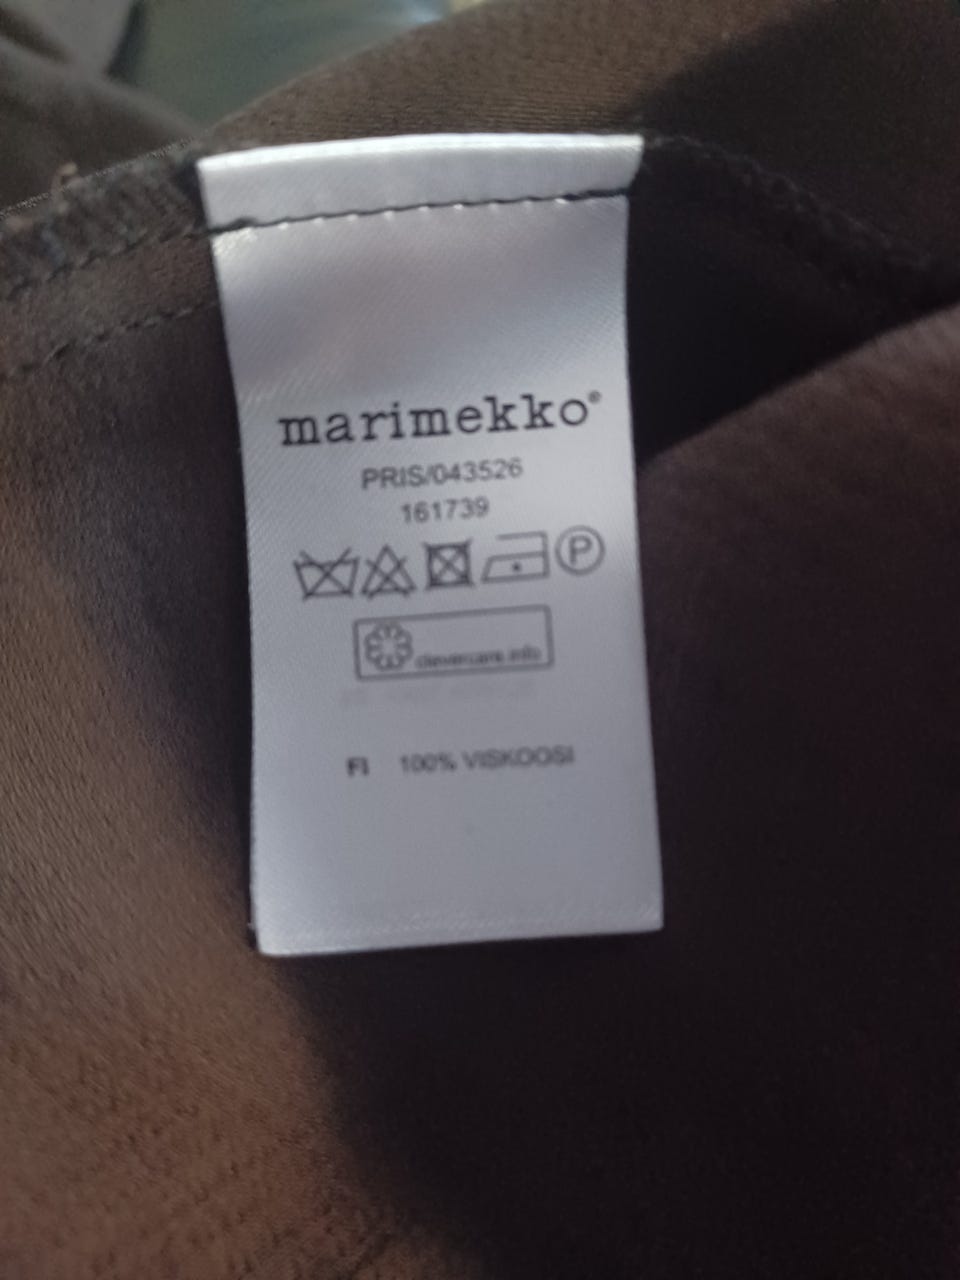 marimekko®
PRIS/043526
161739
P
clevercare.info
FI 100% VISKOOSI